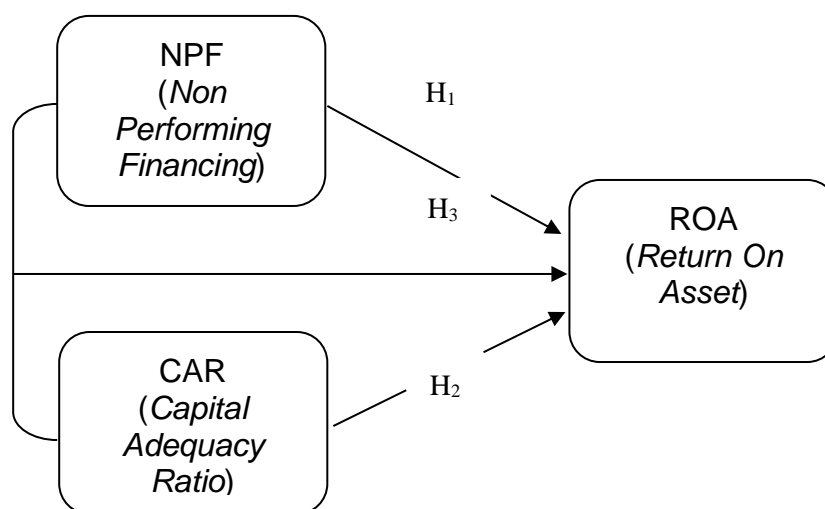 NPF
(Non
Performing
Financing)
H₁
H₃
ROA
(Return On
Asset)
CAR
(Capital
Adequacy
Ratio)
H₂